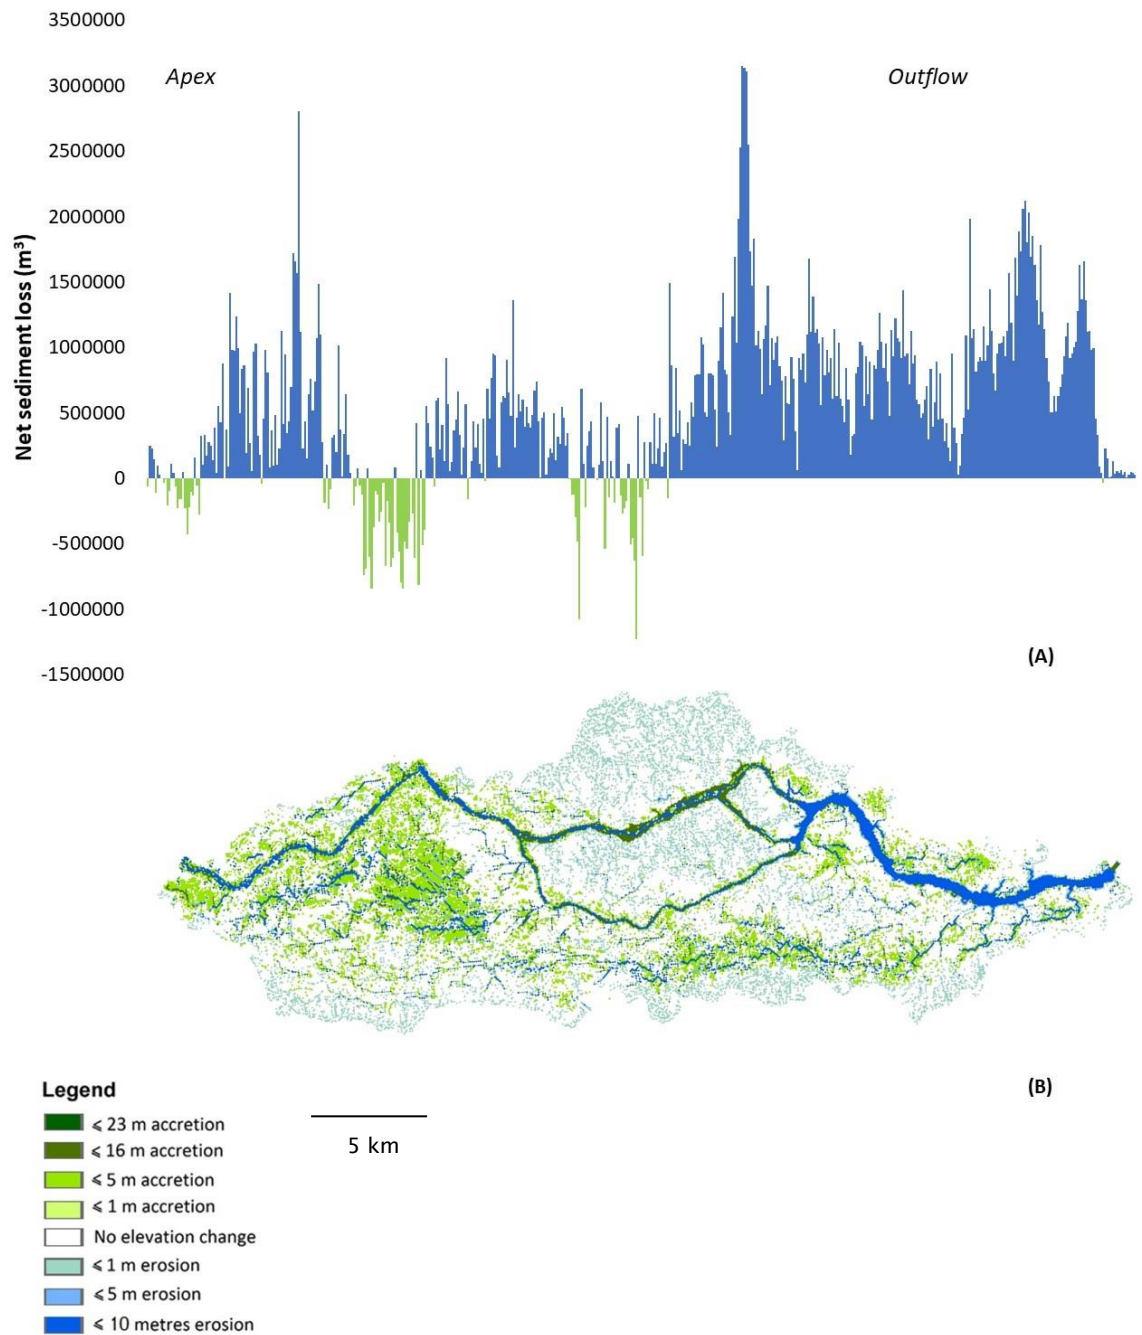 3500000
Apex
Outflow
3000000
2500000
2000000
Net sediment loss (m³)
1500000
1000000
500000
0
-500000
-1000000
(A)
-1500000
(B)
Legend
⩽ 23 m accretion
⩽ 16 m accretion
⩽ 5 m accretion
⩽ 1 m accretion
No elevation change
⩽ 1 m erosion
⩽ 5 m erosion
⩽ 10 metres erosion
5 km